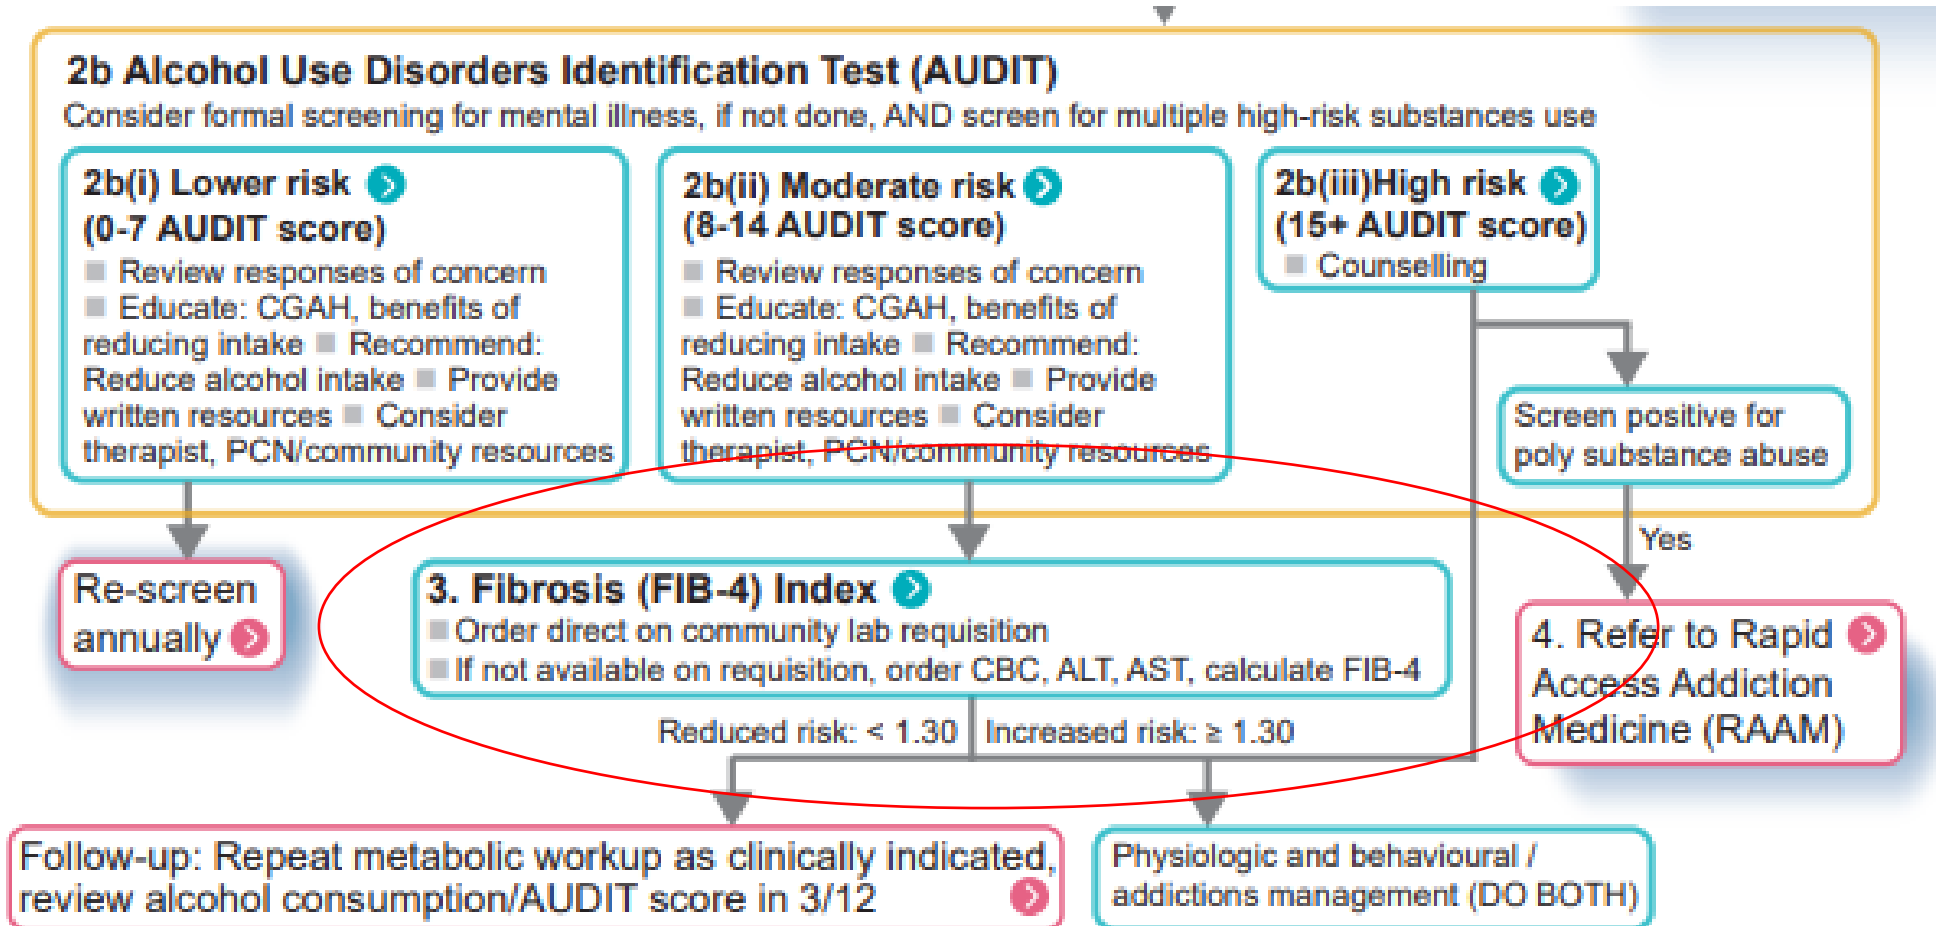 2b Alcohol Use Disorders Identification Test (AUDIT)
Consider formal screening for mental illness, if not done, AND screen for multiple high-risk substances use
2b(i) Lower risk
(0-7 AUDIT score)
■ Review responses of concern
■ Educate: CGAH, benefits of
reducing intake ■ Recommend:
Reduce alcohol intake ■ Provide
written resources ■ Consider
therapist, PCN/community resources
2b(ii) Moderate risk
(8-14 AUDIT score)
■ Review responses of concern
■ Educate: CGAH, benefits of
reducing intake ■ Recommend:
Reduce alcohol intake ■ Provide
written resources ■ Consider
therapist, PCN/community resources
2b(iii)High risk
(15+ AUDIT score)
■ Counselling
Screen positive for
poly substance abuse
Yes
Re-screen
annually
3. Fibrosis (FIB-4) Index
■ Order direct on community lab requisition
■ If not available on requisition, order CBC, ALT, AST, calculate FIB-4
4. Refer to Rapid
Access Addiction
Medicine (RAAM)
Reduced risk: < 1.30
Increased risk: ≥ 1.30
Follow-up: Repeat metabolic workup as clinically indicated,
review alcohol consumption/AUDIT score in 3/12
Physiologic and behavioural /
addictions management (DO BOTH)